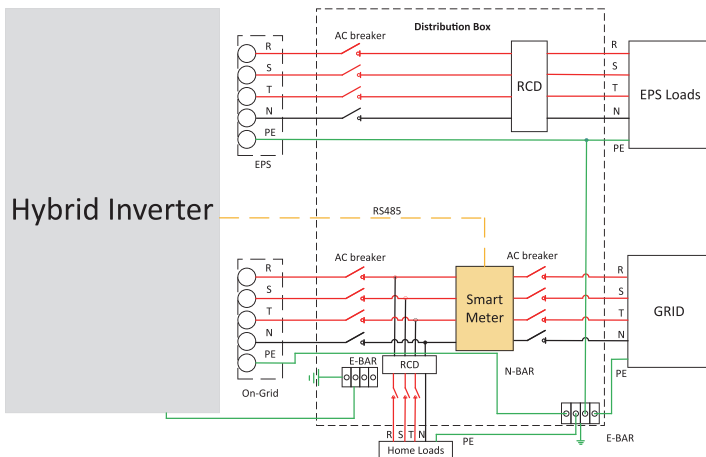 Distribution Box
AC breaker
R
S
T
N
PE
EPS
RCD
R
S
T
N
PE
EPS Loads
Hybrid Inverter
RS485
AC breaker
AC breaker
R
S
T
N
PE
On-Grid
Smart
Meter
R
S
T
N
PE
GRID
E-BAR
RCD
N-BAR
R S T N
PE
Home Loads
E-BAR